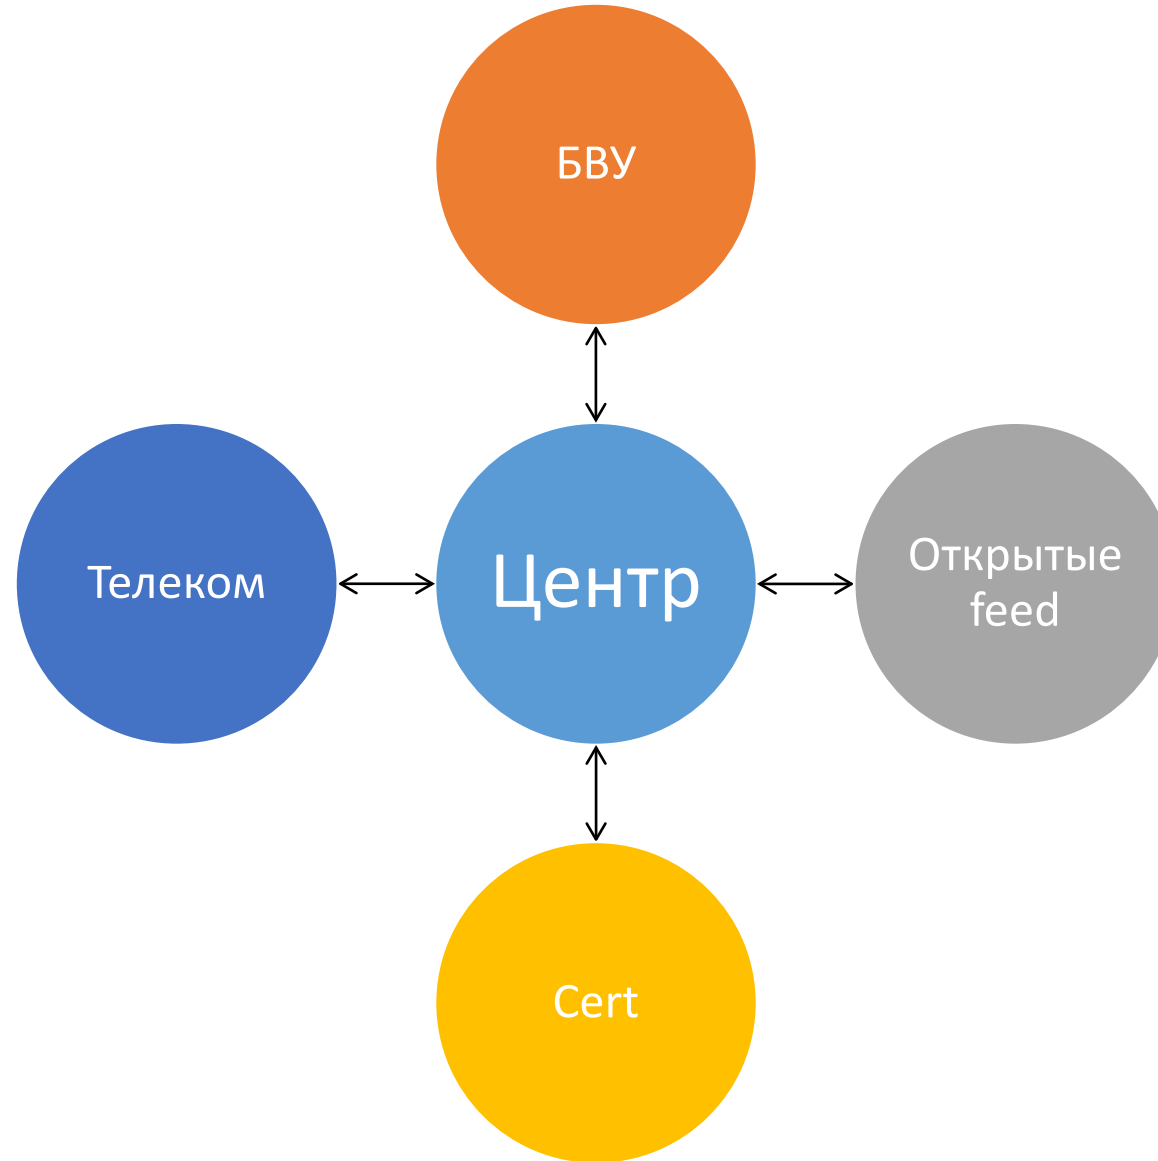 БВУ
Телеком
Центр
Открытые
feed
Cert